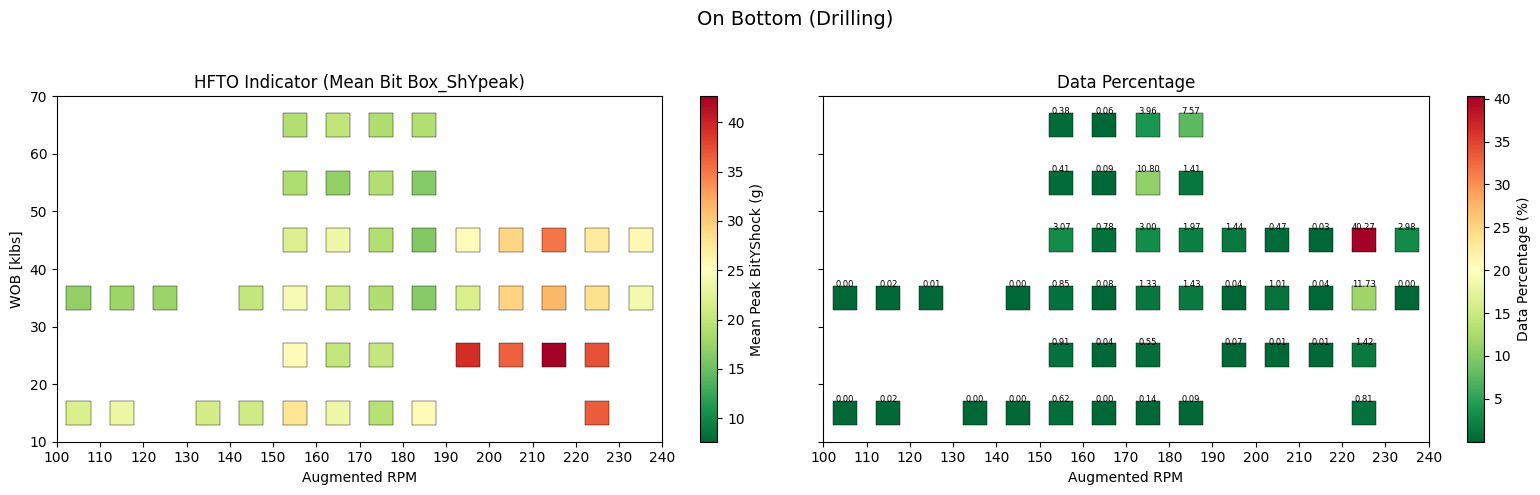 On Bottom (Drilling)
HFTO Indicator (Mean Bit Box_ShYpeak)
70
60
50
40
30
20
10
WOB [klbs]
100 110 120 130 140 150 160 170 180 190 200 210 220 230 240
Augmented RPM
40
35
30
25
20
15
10
Mean Peak BitYShock (g)
Data Percentage
0.38 0.06 3.96 7.57
0.41 0.09 10.80 1.41
3.07 0.78 3.00 1.97 1.44 0.47 0.03 40.27 2.98
0.00 0.02 0.01 0.00 0.85 0.08 1.33 1.43 0.04 1.01 0.04 11.73 0.00
0.91 0.04 0.55 0.07 0.01 0.01 1.42
0.00 0.02 0.00 0.00 0.62 0.00 0.14 0.09 0.81
100 110 120 130 140 150 160 170 180 190 200 210 220 230 240
Augmented RPM
40
35
30
25
20
15
10
5
Data Percentage (%)